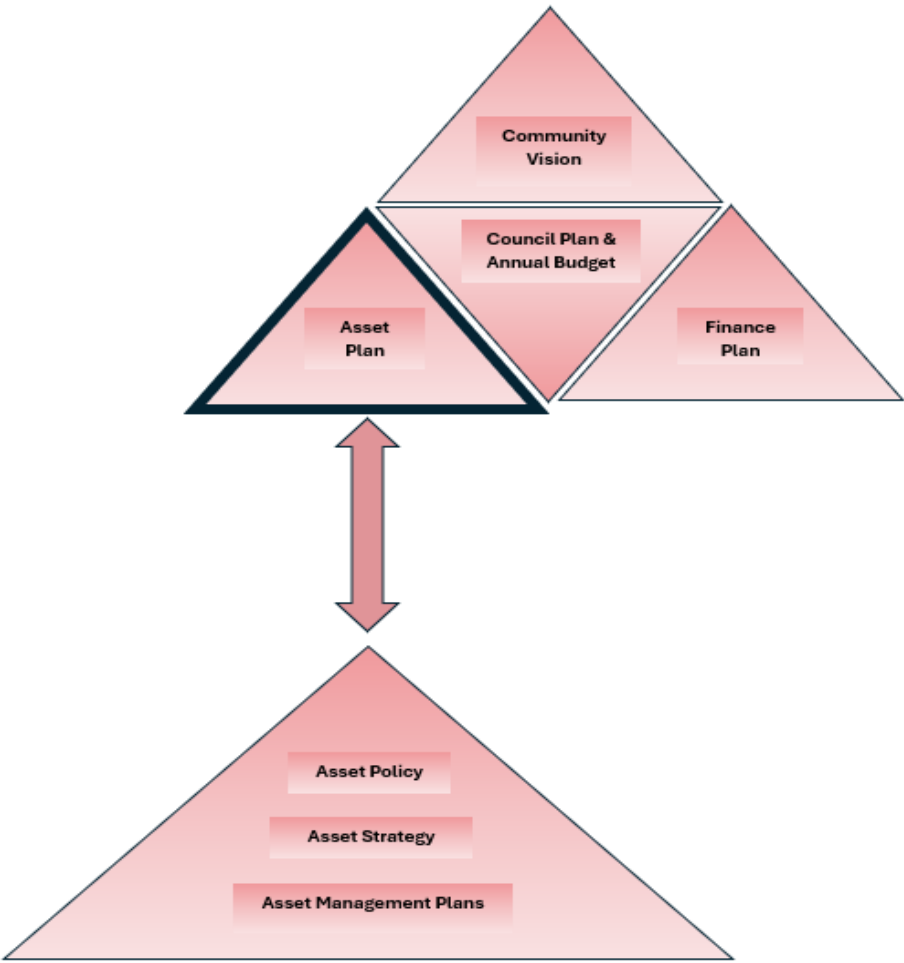 Community
Vision
Council Plan &
Annual Budget
Asset
Plan
Finance
Plan
Asset Policy
Asset Strategy
Asset Management Plans